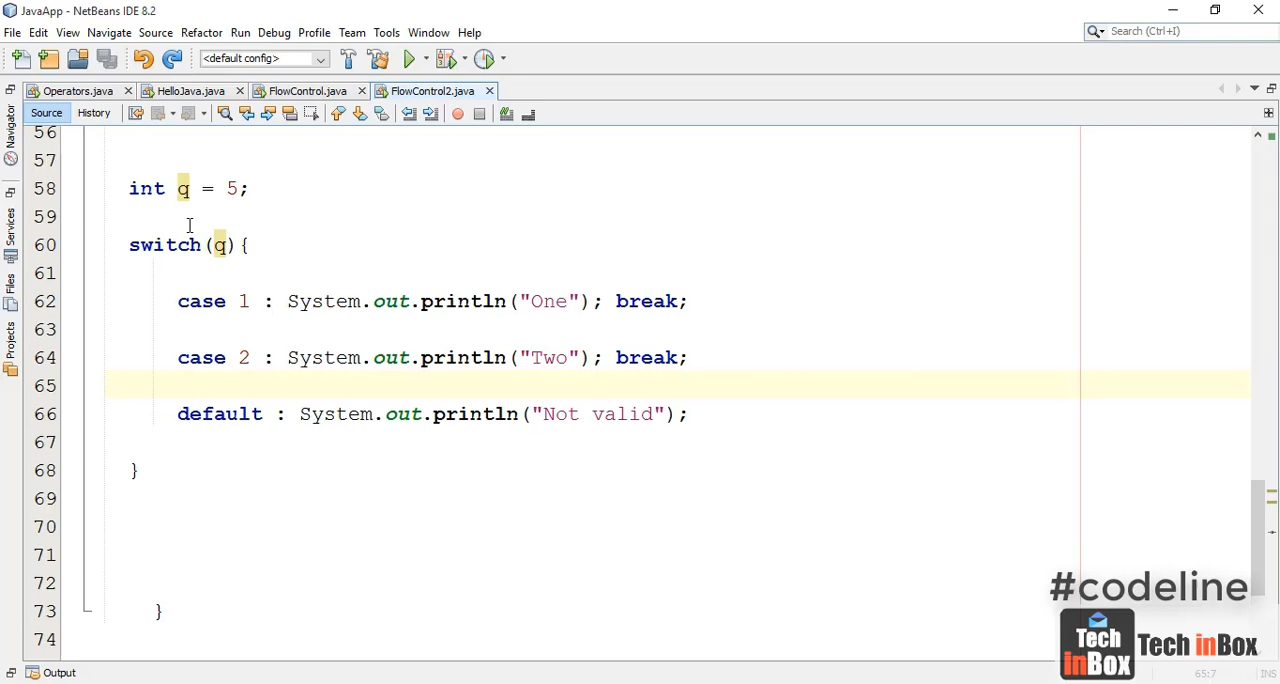 JavaApp - NetBeans IDE 8.2
File Edit View Navigate Source Refactor Run Debug Profile Team Tools Window Help
Search (Ctrl+I)
<default config>
Operators.java HelloJava.java FlowControl.java FlowControl2.java
Source History
Navigator
Services
Files
Projects
56
57
58 int q = 5;
59
60 switch(q){
61
62 case 1 : System.out.println("One"); break;
63
64 case 2 : System.out.println("Two"); break;
65
66 default : System.out.println("Not valid");
67
68 }
69
70
71
72
73 }
74
#codeline
Tech inBox Tech inBox
Output 65:7 INS